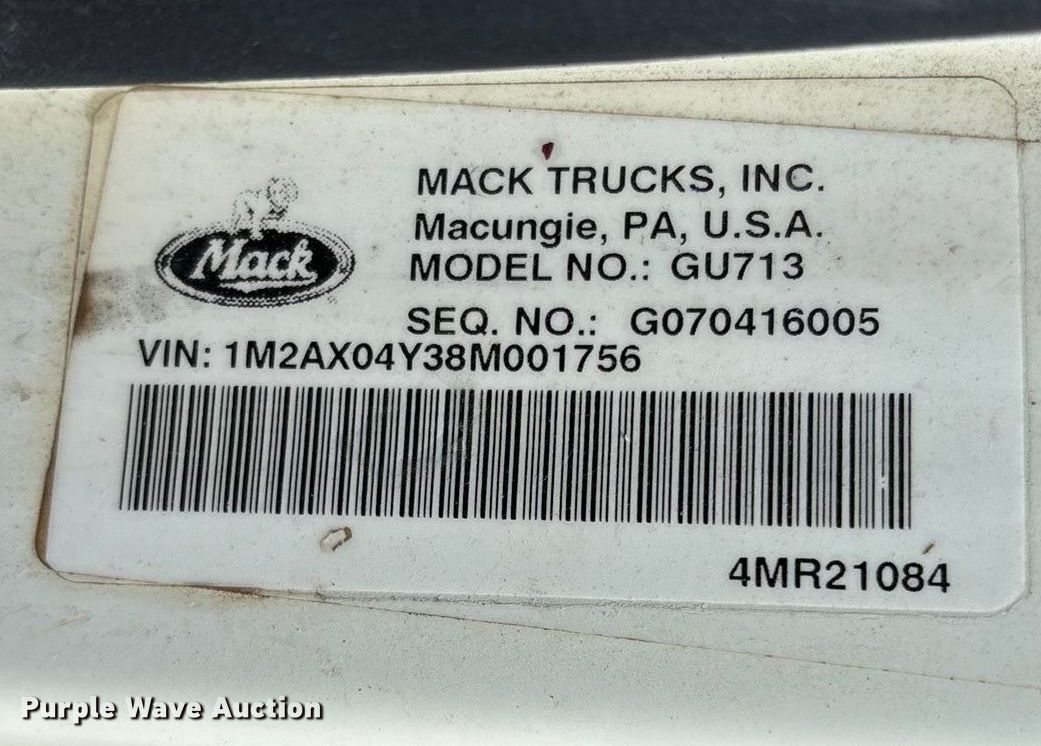 MACK TRUCKS, INC.
Macungie, PA, U.S.A.
Mack
MODEL NO.: GU713
SEQ. NO.: G070416005
VIN: 1M2AX04Y38M001756
4MR21084
Purple Wave Auction